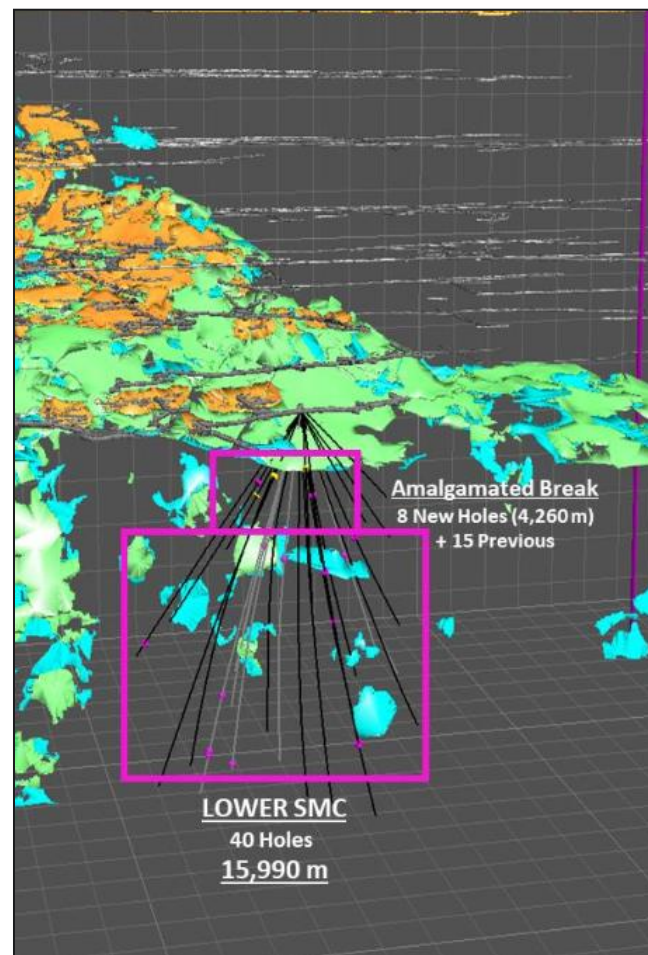 Amalgamated Break
8 New Holes (4,260 m)
+ 15 Previous
LOWER SMC
40 Holes
15,990 m